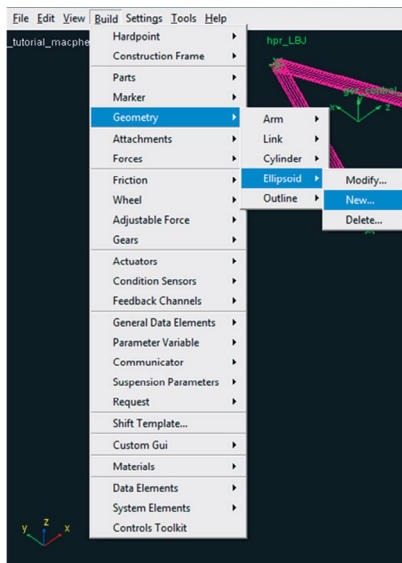 File Edit View Build Settings Tools Help
_tutorial_macphe
hpr_LBJ
Hardpoint
Construction Frame
Parts
Marker
Geometry
Attachments
Forces
Friction
Wheel
Adjustable Force
Gears
Actuators
Condition Sensors
Feedback Channels
General Data Elements
Parameter Variable
Communicator
Suspension Parameters
Request
Shift Template...
Custom Gui
Materials
Data Elements
System Elements
Controls Toolkit
Arm
Link
Cylinder
Ellipsoid
Outline
Modify...
New...
Delete...
x z
y z x